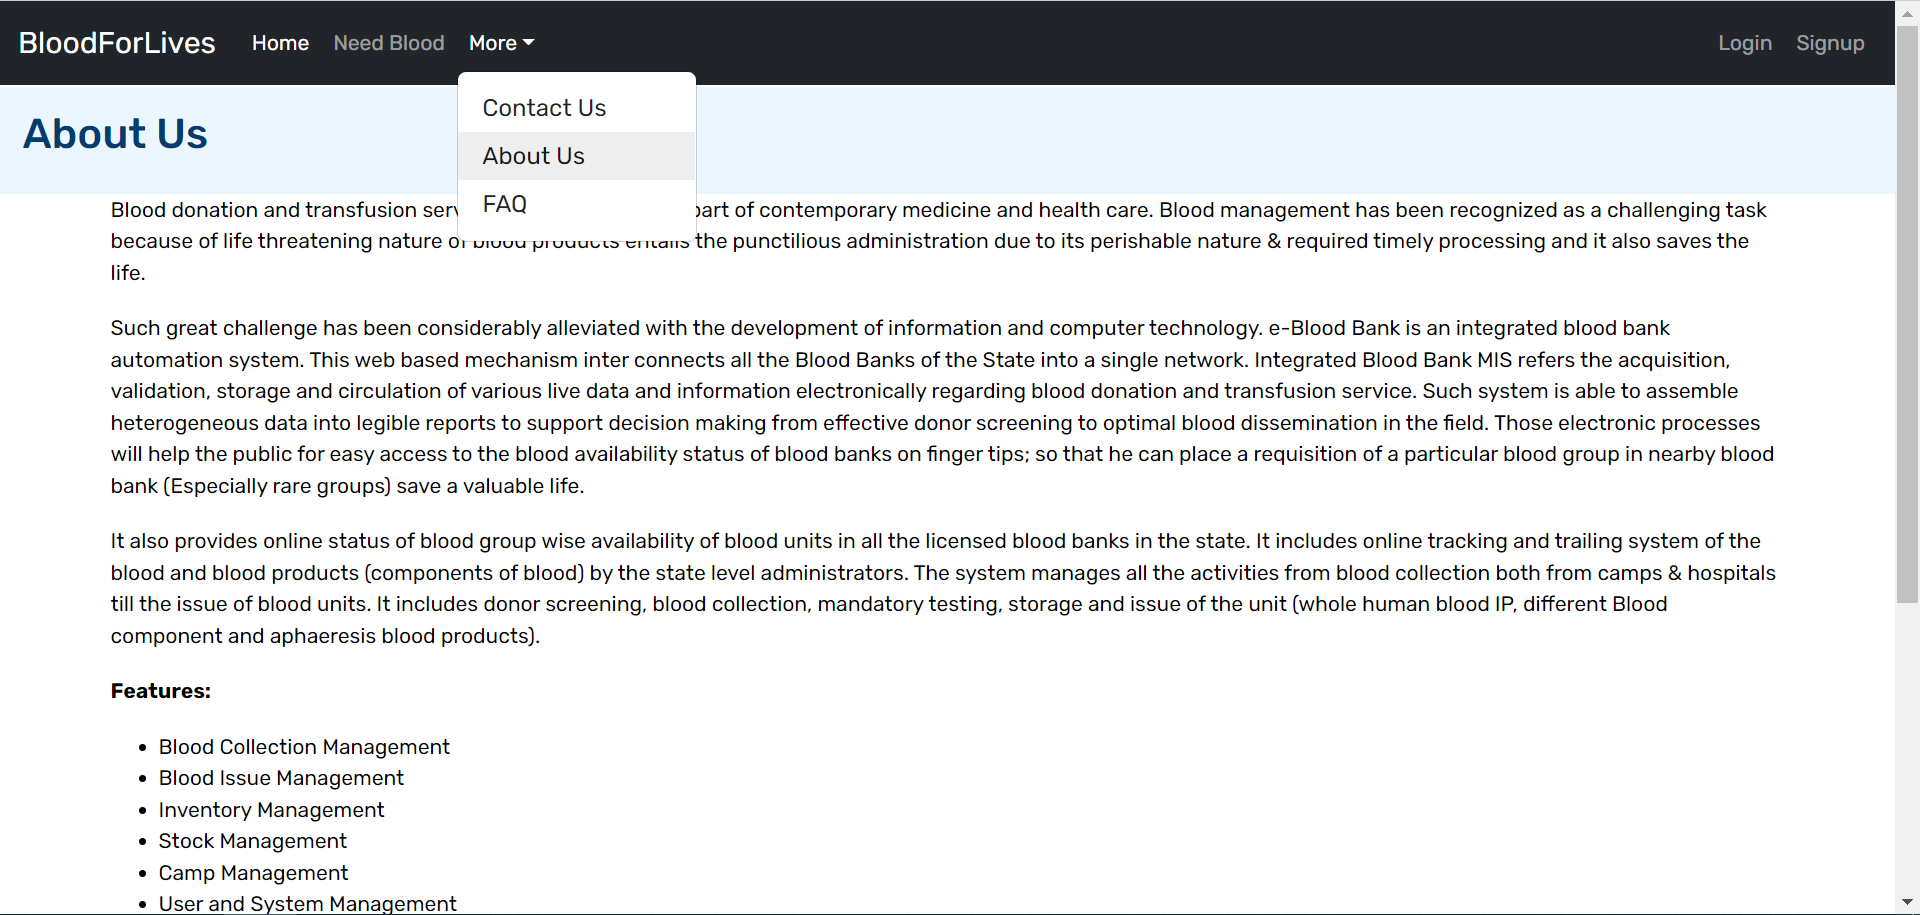 BloodForLives Home Need Blood More Login Signup
Contact Us
About Us
FAQ
About Us
Blood donation and transfusion part of contemporary medicine and health care. Blood management has been recognized as a challenging task
because of life threatening nature of blood products entails the punctilious administration due to its perishable nature & required timely processing and it also saves the
life.
Such great challenge has been considerably alleviated with the development of information and computer technology. e-Blood Bank is an integrated blood bank
automation system. This web based mechanism inter connects all the Blood Banks of the State into a single network. Integrated Blood Bank MIS refers the acquisition,
validation, storage and circulation of various live data and information electronically regarding blood donation and transfusion service. Such system is able to assemble
heterogeneous data into legible reports to support decision making from effective donor screening to optimal blood dissemination in the field. Those electronic processes
will help the public for easy access to the blood availability status of blood banks on finger tips; so that he can place a requisition of a particular blood group in nearby blood
bank (Especially rare groups) save a valuable life.
It also provides online status of blood group wise availability of blood units in all the licensed blood banks in the state. It includes online tracking and trailing system of the
blood and blood products (components of blood) by the state level administrators. The system manages all the activities from blood collection both from camps & hospitals
till the issue of blood units. It includes donor screening, blood collection, mandatory testing, storage and issue of the unit (whole human blood IP, different Blood
component and aphaeresis blood products).
Features:
• Blood Collection Management
• Blood Issue Management
• Inventory Management
• Stock Management
• Camp Management
• User and System Management